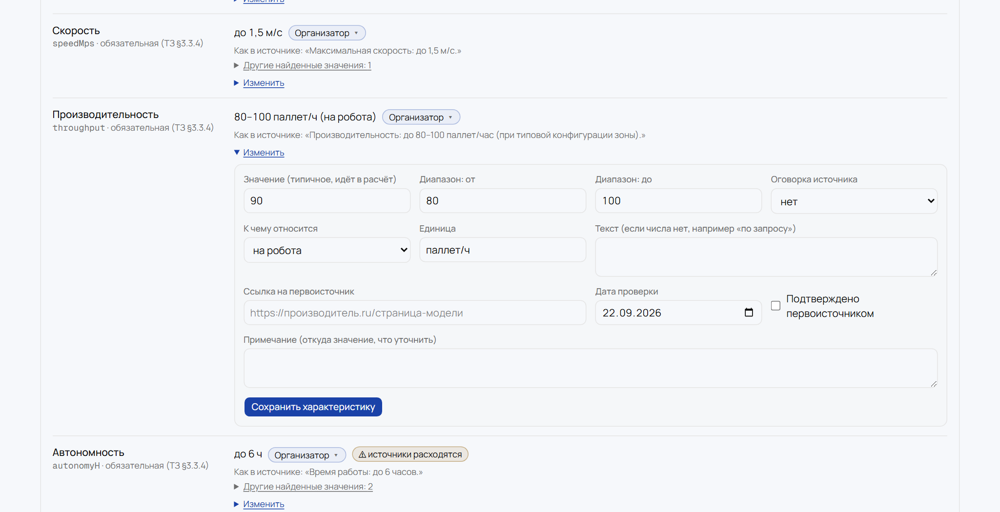 Изменить
Скорость
speedMps · обязательная (ТЗ §3.3.4)
до 1,5 м/с Организатор
Как в источнике: «Максимальная скорость: до 1,5 м/с.»
Другие найденные значения: 1
Изменить
Производительность
throughput · обязательная (ТЗ §3.3.4)
80–100 паллет/ч (на робота) Организатор
Как в источнике: «Производительность: до 80–100 паллет/час (при типовой конфигурации зоны).»
Изменить
Значение (типичное, идёт в расчёт) Диапазон: от Диапазон: до Оговорка источника
90 80 100 нет
К чему относится Единица Текст (если числа нет, например «по запросу»)
на робота паллет/ч
Ссылка на первоисточник Дата проверки
https://производитель.ru/страница-модели 22.09.2026 Подтверждено
первоисточником
Примечание (откуда значение, что уточнить)
Сохранить характеристику
Автономность
autonomyH · обязательная (ТЗ §3.3.4)
до 6 ч Организатор ⚠ источники расходятся
Как в источнике: «Время работы: до 6 часов.»
Другие найденные значения: 2
Изменить